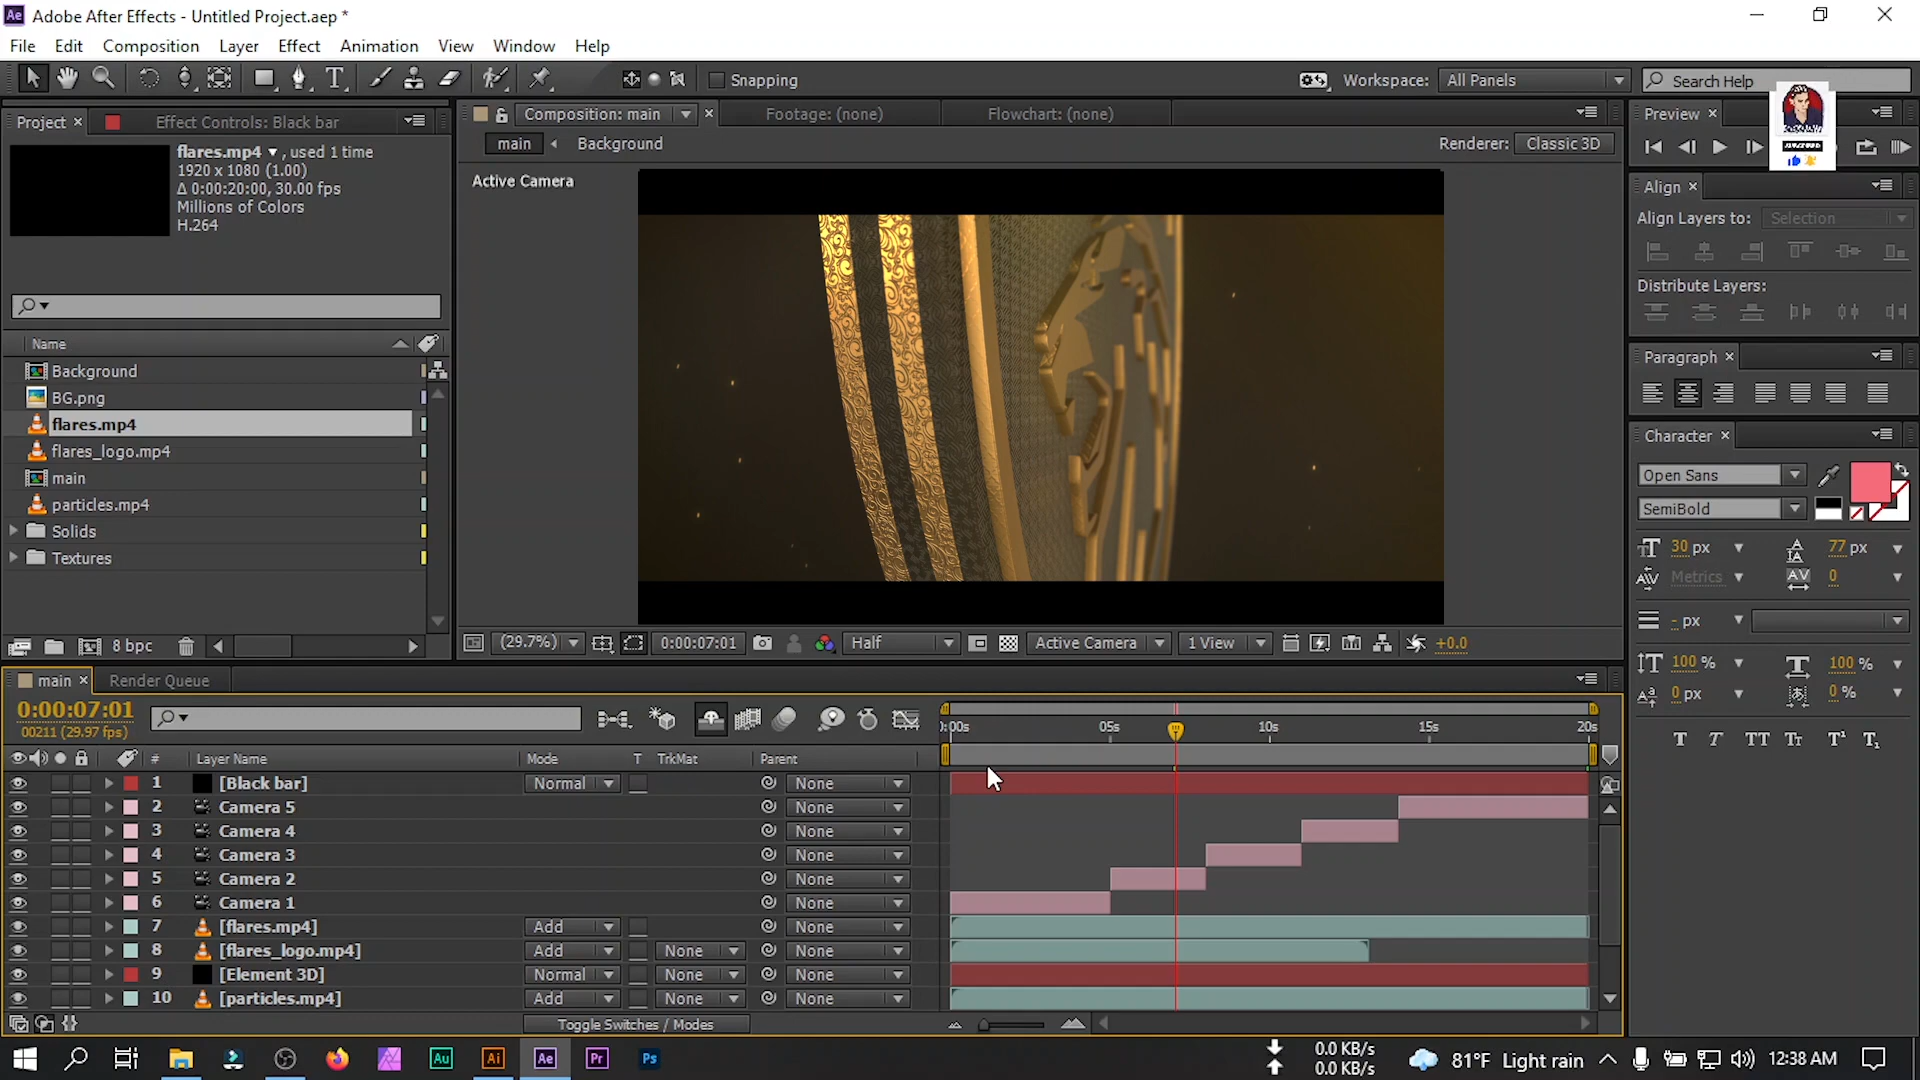 Ae Adobe After Effects - Untitled Project.aep *
File Edit Composition Layer Effect Animation View Window Help
Snapping
Workspace: All Panels
Search Help
Project Effect Controls: Black bar
flares.mp4 , used 1 time
1920 x 1080 (1.00)
Δ 0:00:20:00, 30.00 fps
Millions of Colors
H.264
Name
Background
BG.png
flares.mp4
flares_logo.mp4
main
particles.mp4
Solids
Textures
8 bpc
Composition: main Footage: (none) Flowchart: (none)
main Background
Renderer: Classic 3D
Active Camera
(29.7%) 0:00:07:01 Half Active Camera 1 View +0.0
Preview
Align
Align Layers to: Selection
Distribute Layers:
Paragraph
Character
Open Sans
SemiBold
30 px 77 px
Metrics 0
- px
100 % 100 %
0 px 0 %
main Render Queue
0:00:07:01
00211 (29.97 fps)
):00s 05s 10s 15s 20s
# Layer Name Mode T TrkMat Parent
1 [Black bar] Normal None
2 Camera 5 None
3 Camera 4 None
4 Camera 3 None
5 Camera 2 None
6 Camera 1 None
7 [flares.mp4] Add None
8 [flares_logo.mp4] Add None None
9 [Element 3D] Normal None None
10 [particles.mp4] Add None None
Toggle Switches / Modes
Au Ai Ae Pr Ps
0.0 KB/s
0.0 KB/s
81°F Light rain
12:38 AM